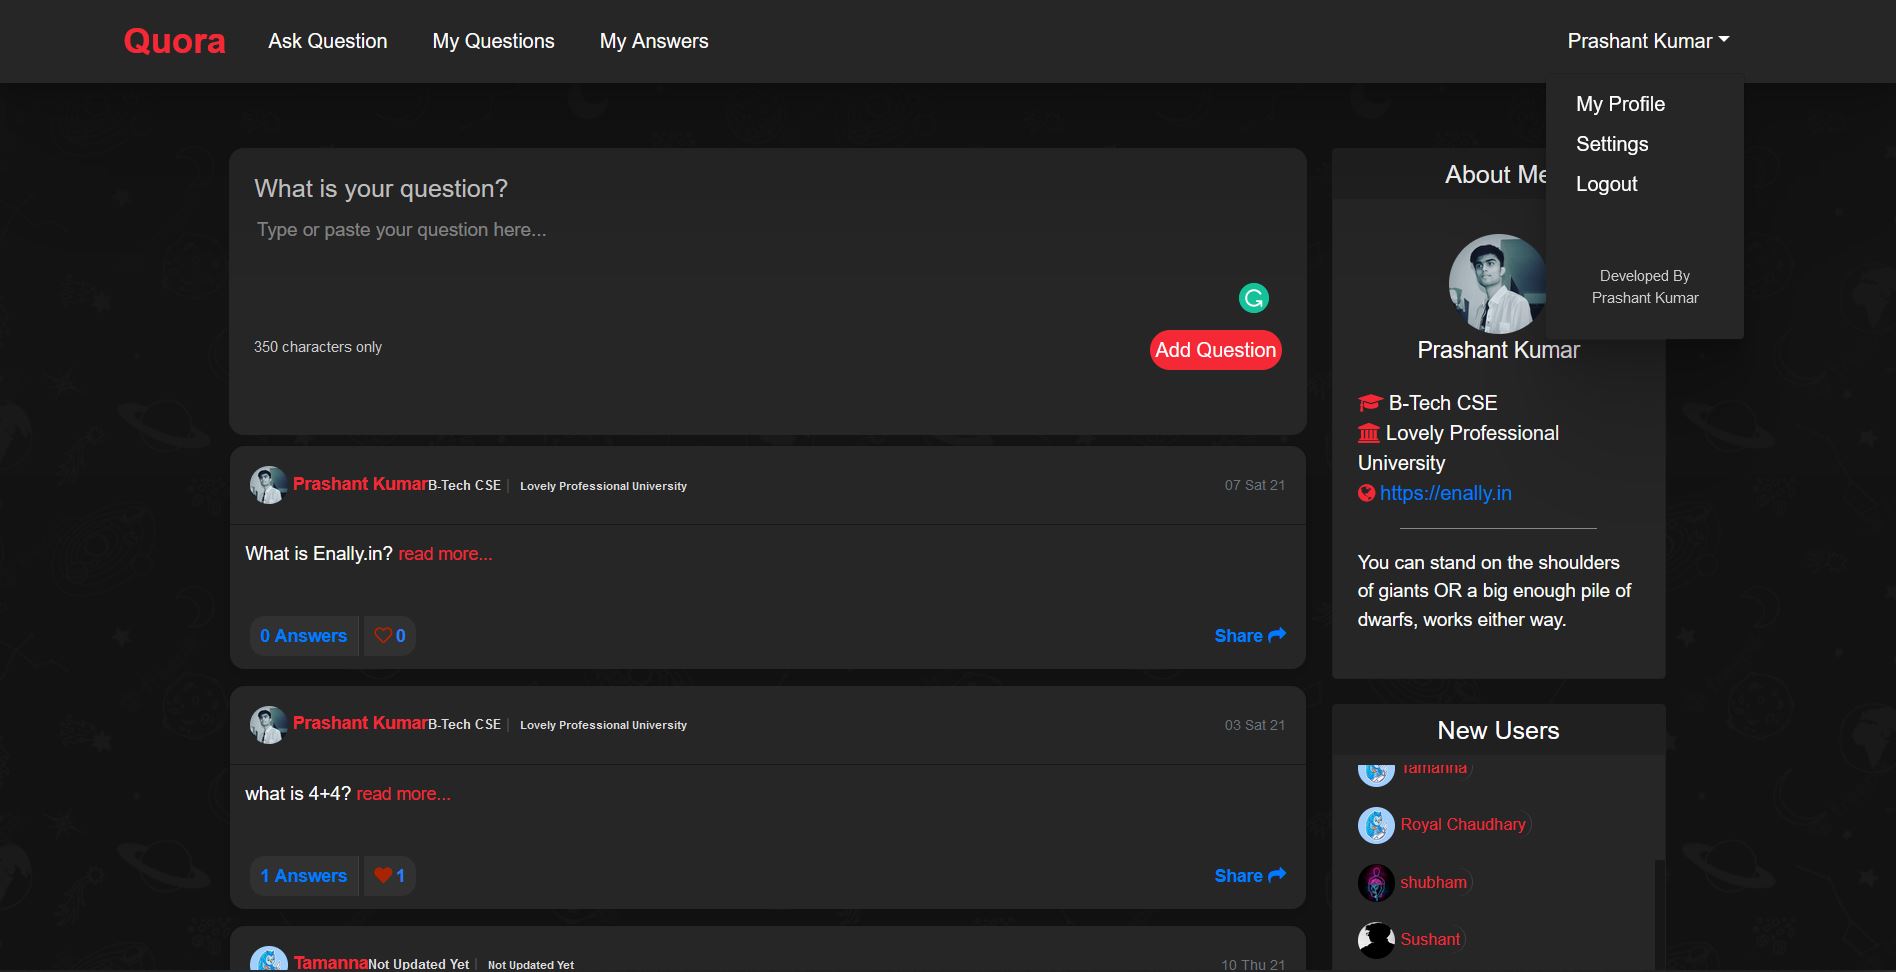 Quora Ask Question My Questions My Answers Prashant Kumar
My Profile
Settings
Logout
Developed By
Prashant Kumar
What is your question?
Type or paste your question here...
350 characters only
Add Question
Prashant Kumar B-Tech CSE | Lovely Professional University 07 Sat 21
What is Enally.in? read more...
0 Answers 0 Share
Prashant Kumar B-Tech CSE | Lovely Professional University 03 Sat 21
what is 4+4? read more...
1 Answers 1 Share
Tamanna Not Updated Yet | Not Updated Yet 10 Thu 21
About Me
Prashant Kumar
B-Tech CSE
Lovely Professional
University
https://enally.in
You can stand on the shoulders
of giants OR a big enough pile of
dwarfs, works either way.
New Users
Tamanna
Royal Chaudhary
shubham
Sushant